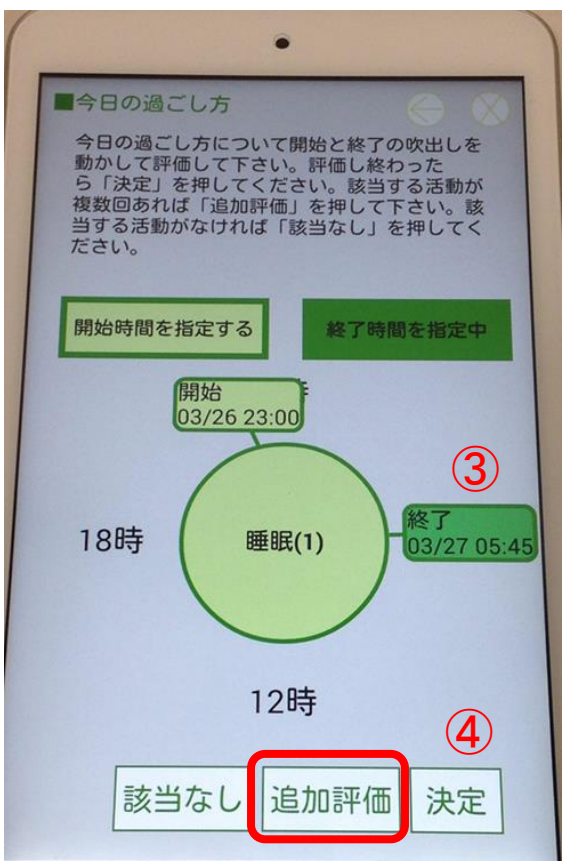 ■今日の過ごし方
今日の過ごし方について開始と終了の吹出しを
動かして評価して下さい。評価し終わった
ら「決定」を押してください。該当する活動が
複数回あれば「追加評価」を押して下さい。該
当する活動がなければ「該当なし」を押してく
ださい。
開始時間を指定する
終了時間を指定中
開始
03/26 23:00
③
終了
03/27 05:45
18時
睡眠(1)
12時
④
該当なし
追加評価
決定